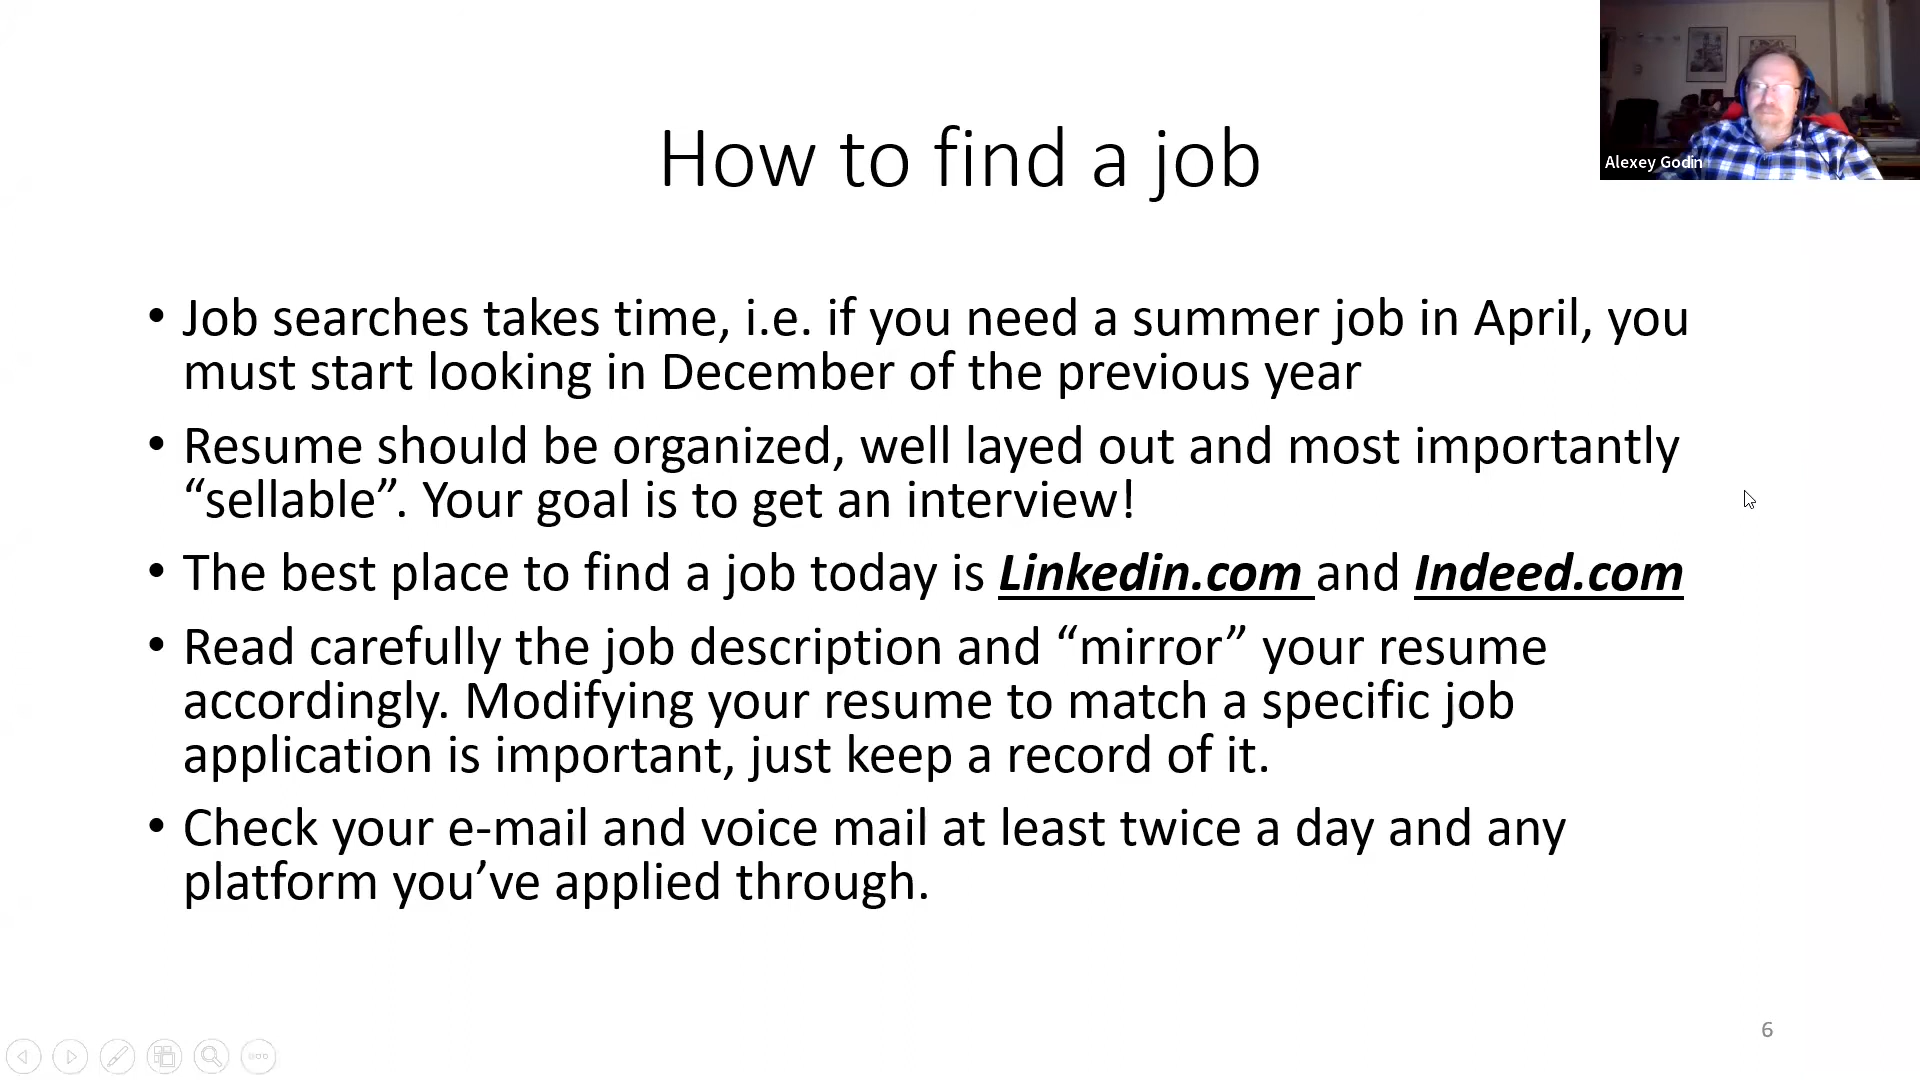 How to find a job
Alexey Godin
• Job searches takes time, i.e. if you need a summer job in April, you
must start looking in December of the previous year
• Resume should be organized, well layed out and most importantly
“sellable”. Your goal is to get an interview!
• The best place to find a job today is Linkedin.com and Indeed.com
• Read carefully the job description and “mirror” your resume
accordingly. Modifying your resume to match a specific job
application is important, just keep a record of it.
• Check your e-mail and voice mail at least twice a day and any
platform you’ve applied through.
6